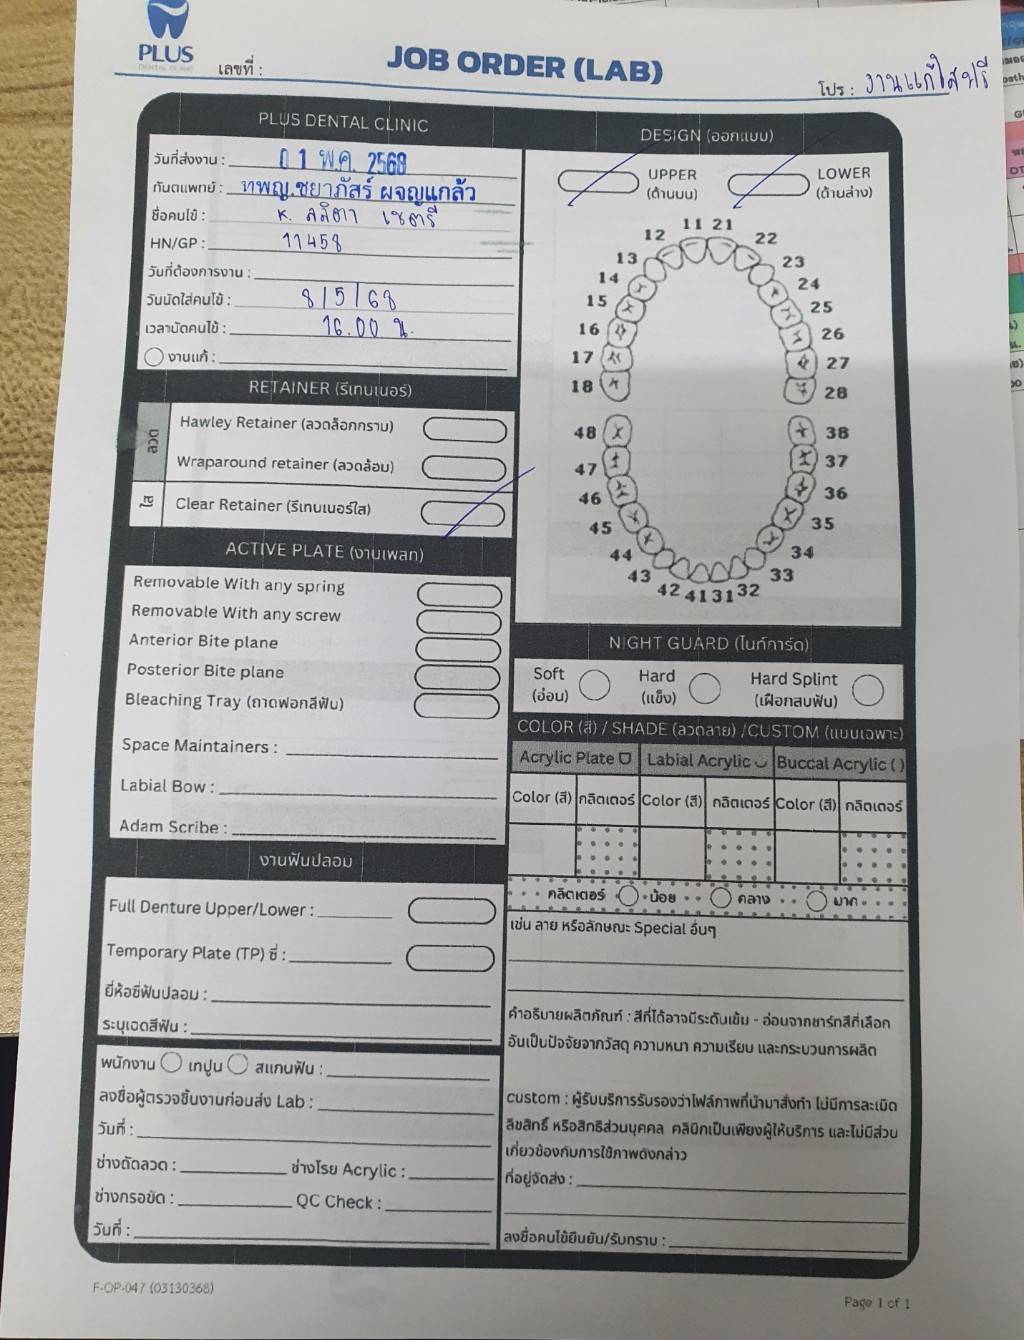 PLUS
DENTAL CLINIC
เลขที่ :
JOB ORDER (LAB)
โปร : งานแก้ใสฟรี
PLUS DENTAL CLINIC
วันที่ส่งงาน : 01 พ.ค. 2568
ทันตแพทย์ : ทพญ.ชยาภัสร์ ผจญแกล้ว
ชื่อคนไข้ : ค. ลลิตา เชตรี
HN/GP : 11458
วันที่ต้องการงาน :
วันนัดใส่คนไข้ : 8/5/68
เวลานัดคนไข้ : 16.00 น.
งานแก้ :
RETAINER (รีเทนเนอร์)
ลวด
Hawley Retainer (ลวดล็อกกราม)
Wraparound retainer (ลวดล้อม)
ใส
Clear Retainer (รีเทนเนอร์ใส)
ACTIVE PLATE (งานเพลท)
Removable With any spring
Removable With any screw
Anterior Bite plane
Posterior Bite plane
Bleaching Tray (ถาดฟอกสีฟัน)
Space Maintainers :
Labial Bow :
Adam Scribe :
งานฟันปลอม
Full Denture Upper/Lower :
Temporary Plate (TP) ซี่ :
ยี่ห้อซี่ฟันปลอม :
ระบุเฉดสีฟัน :
พนักงาน เทปูน สแกนฟัน :
ลงชื่อผู้ตรวจชิ้นงานก่อนส่ง Lab :
วันที่ :
ช่างดัดลวด : ช่างโรย Acrylic :
ช่างกรอขัด : QC Check :
วันที่ :
DESIGN (ออกแบบ)
UPPER
(ด้านบน)
LOWER
(ด้านล่าง)
11 21
12 22
13 23
14 24
15 25
16 26
17 27
18 28
48 38
47 37
46 36
45 35
44 34
43 33
42 41 31 32
NIGHT GUARD (ไนท์การ์ด)
Soft
(อ่อน)
Hard
(แข็ง)
Hard Splint
(เฝือกสบฟัน)
COLOR (สี) / SHADE (ลวดลาย) /CUSTOM (แบบเฉพาะ)
Acrylic Plate Labial Acrylic Buccal Acrylic ( )
Color (สี) กลิตเตอร์ Color (สี) กลิตเตอร์ Color (สี) กลิตเตอร์
กลิตเตอร์ น้อย กลาง มาก
เช่น ลาย หรือลักษณะ Special อื่นๆ
คำอธิบายผลิตภัณฑ์ : สีที่ได้อาจมีระดับเข้ม - อ่อนจากชาร์ทสีที่เลือก
อันเป็นปัจจัยจากวัสดุ ความหนา ความเรียบ และกระบวนการผลิต
custom : ผู้รับบริการรับรองว่าไฟล์ภาพที่นำมาสั่งทำ ไม่มีการละเมิด
ลิขสิทธิ์ หรือสิทธิส่วนบุคคล คลินิกเป็นเพียงผู้ให้บริการ และไม่มีส่วน
เกี่ยวข้องกับการใช้ภาพดังกล่าว
ที่อยู่จัดส่ง :
ลงชื่อคนไข้ยืนยัน/รับทราบ :
F-OP-047 (03130368)
Page 1 of 1